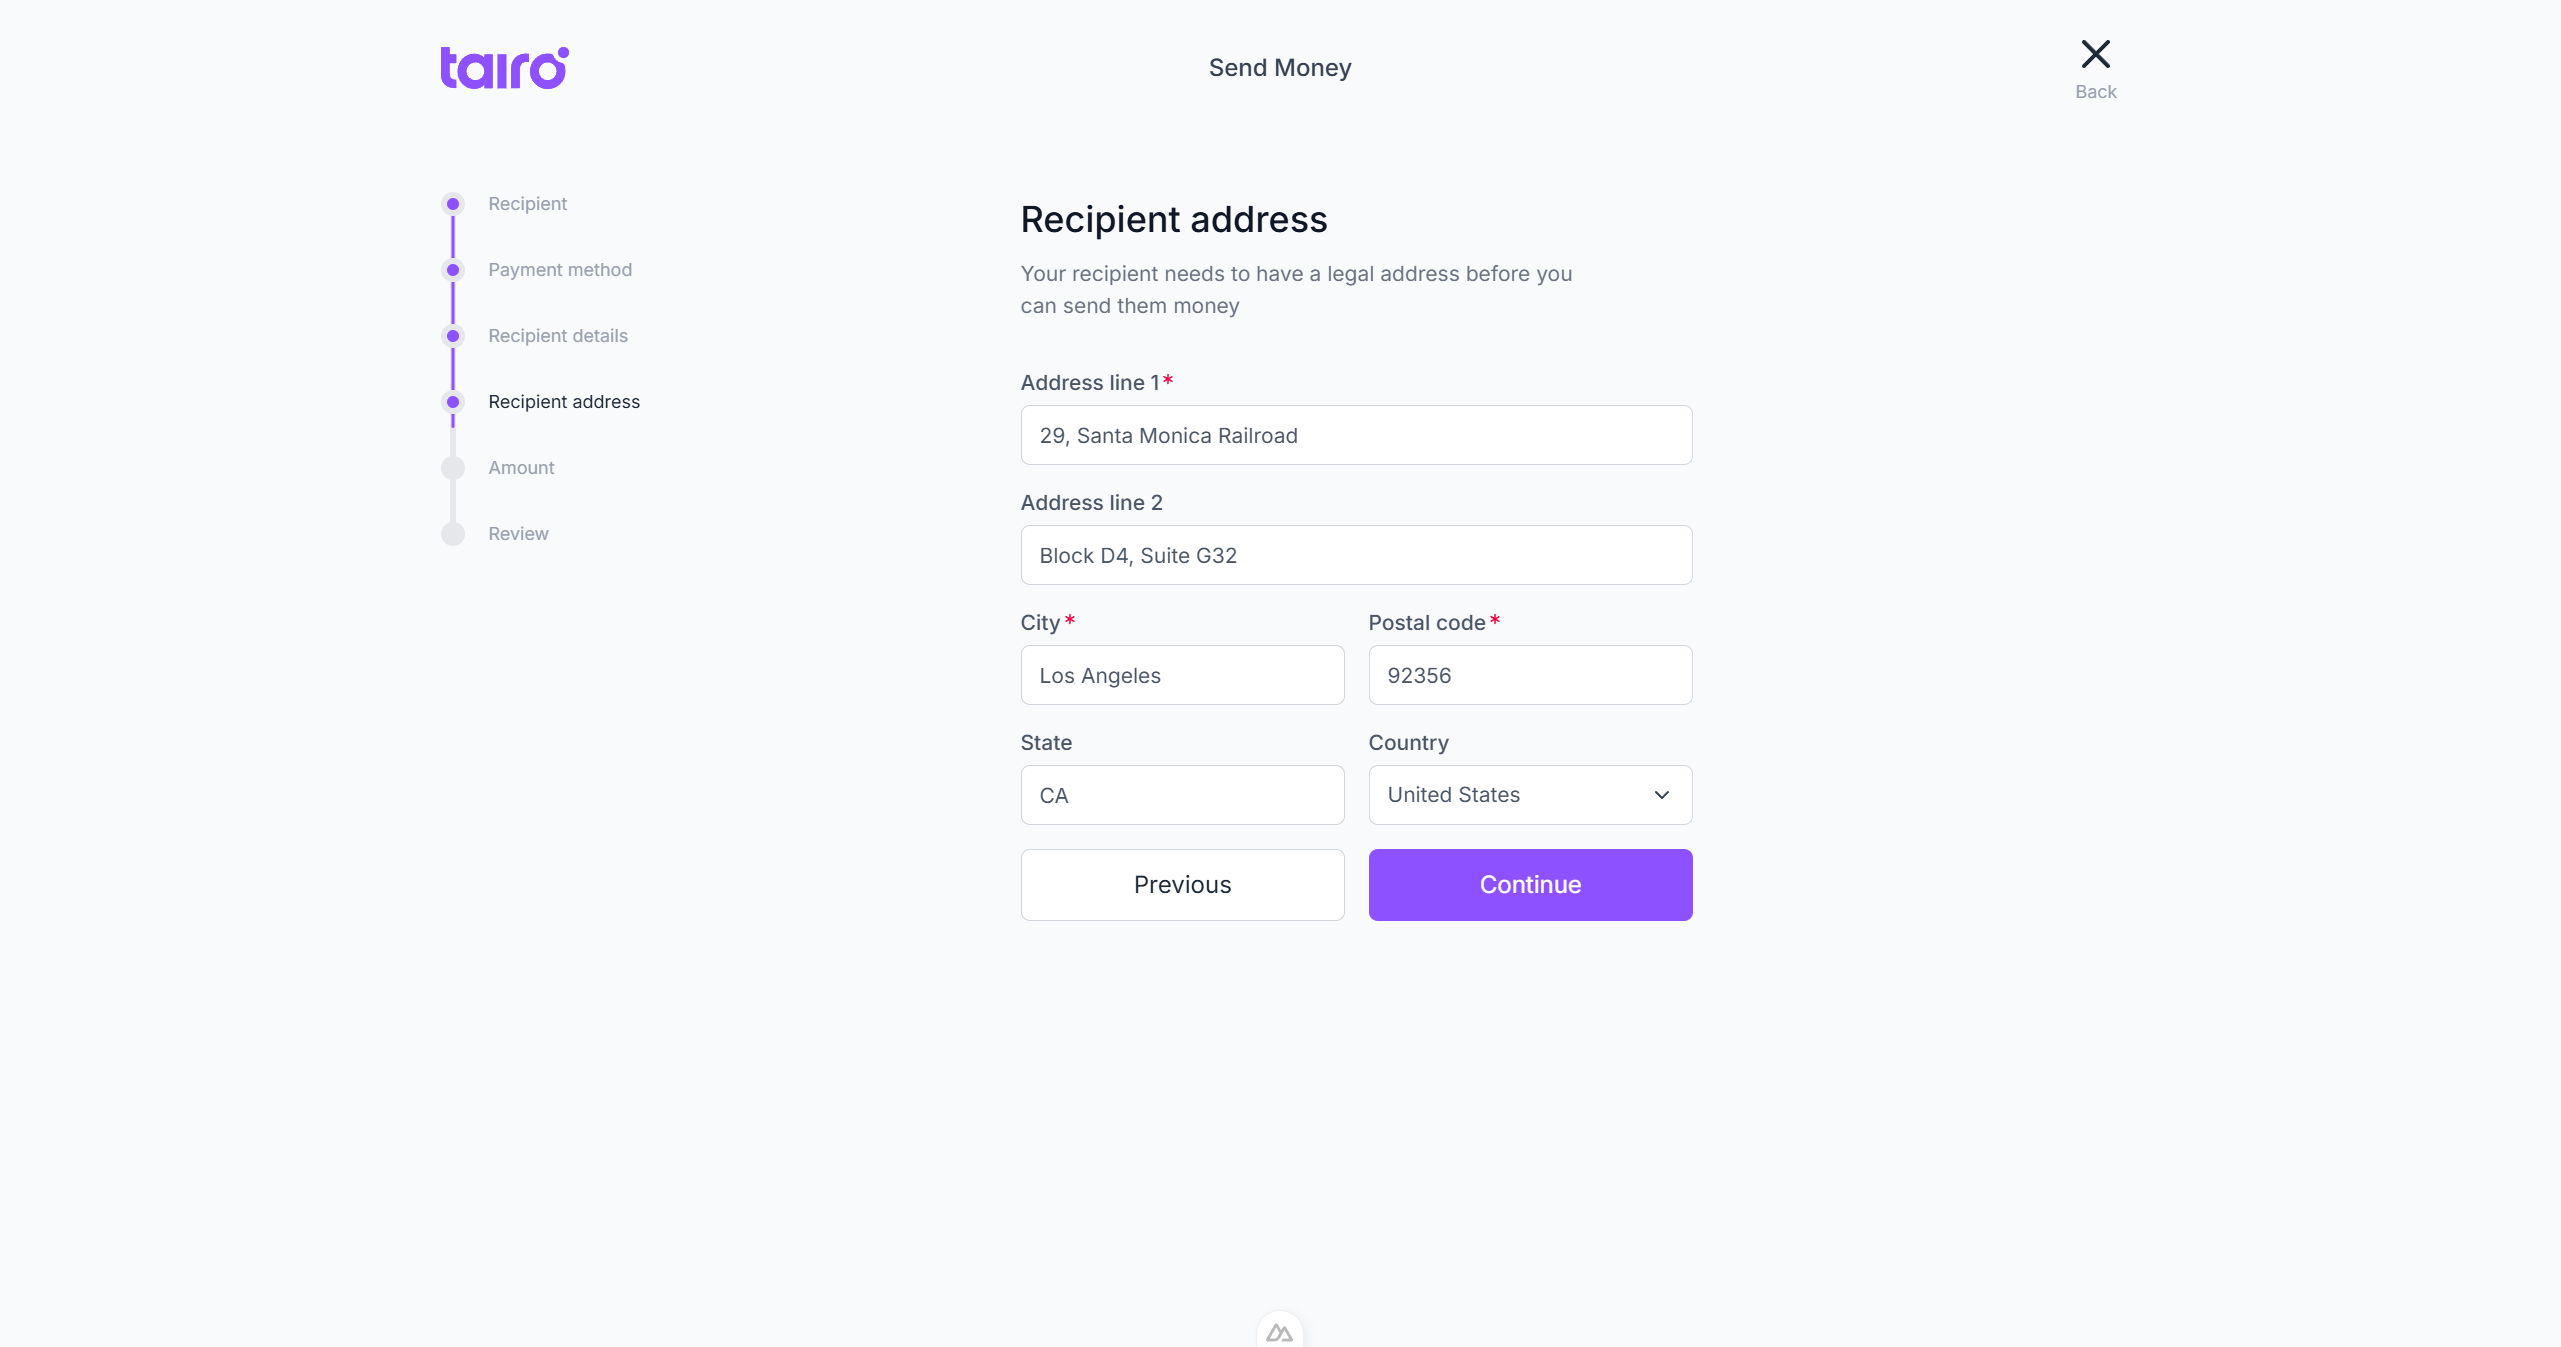 tairo
Send Money
Back
Recipient
Payment method
Recipient details
Recipient address
Amount
Review
Recipient address
Your recipient needs to have a legal address before you
can send them money
Address line 1*
29, Santa Monica Railroad
Address line 2
Block D4, Suite G32
City* Postal code*
Los Angeles 92356
State Country
CA United States
Previous Continue